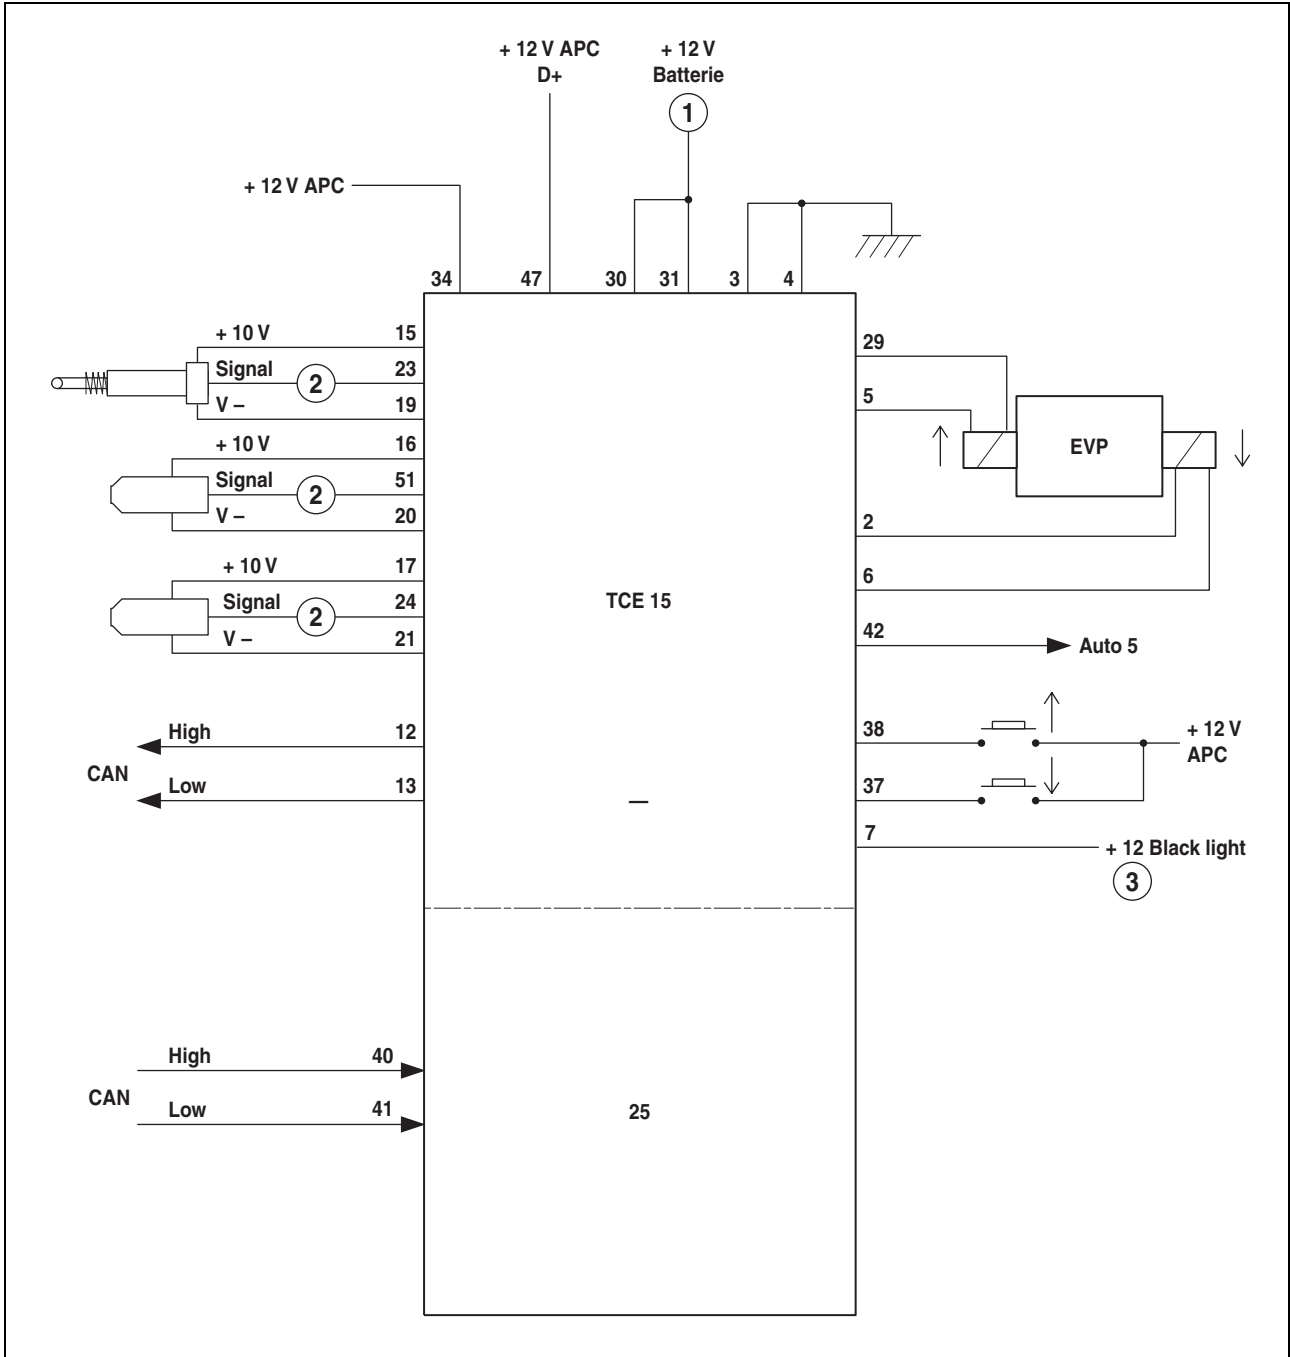 + 12 V APC
D+
+ 12 V
Batterie
1
+ 12 V APC
34
47
30
31
3
4
+ 10 V
15
Signal
2
23
V –
19
+ 10 V
16
Signal
2
51
V –
20
+ 10 V
17
Signal
2
24
V –
21
29
5
EVP
2
6
TCE 15
42
Auto 5
CAN
High
12
Low
13
–
38
37
+ 12 V
APC
7
+ 12 Black light
3
CAN
High
40
Low
41
25